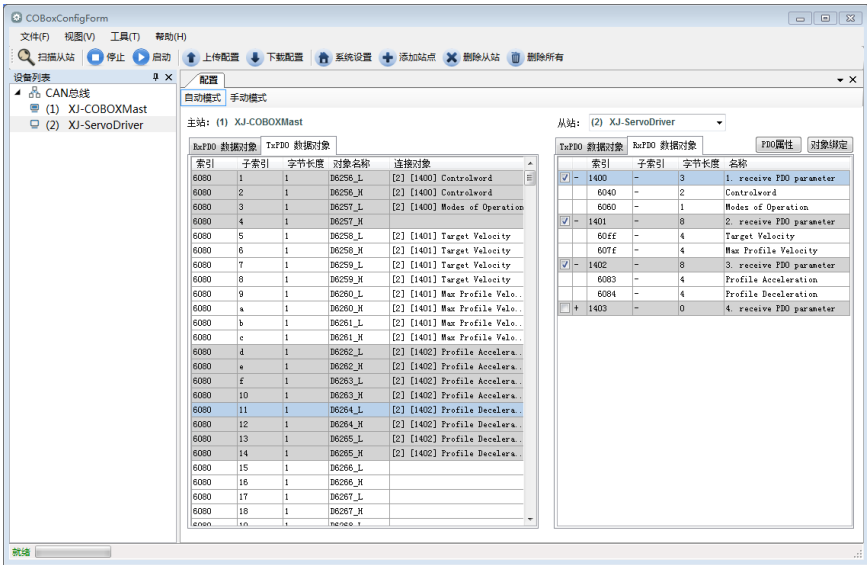 COBoxConfigForm
文件(F) 视图(V) 工具(T) 帮助(H)
扫描从站 停止 启动 上传配置 下载配置 系统设置 添加站点 删除从站 删除所有
设备列表
CAN总线
(1) XJ-COBOXMast
(2) XJ-ServoDriver
配置
自动模式 手动模式
主站: (1) XJ-COBOXMast
RxPDO 数据对象 TxPDO 数据对象
索引 子索引 字节长度 对象名称 连接对象
6080 1 1 D6256_L [2] [1400] Controlword
6080 2 1 D6256_H [2] [1400] Controlword
6080 3 1 D6257_L [2] [1400] Modes of Operation
6080 4 1 D6257_H
6080 5 1 D6258_L [2] [1401] Target Velocity
6080 6 1 D6258_H [2] [1401] Target Velocity
6080 7 1 D6259_L [2] [1401] Target Velocity
6080 8 1 D6259_H [2] [1401] Target Velocity
6080 9 1 D6260_L [2] [1401] Max Profile Velo...
6080 a 1 D6260_H [2] [1401] Max Profile Velo...
6080 b 1 D6261_L [2] [1401] Max Profile Velo...
6080 c 1 D6261_H [2] [1401] Max Profile Velo...
6080 d 1 D6262_L [2] [1402] Profile Accelera...
6080 e 1 D6262_H [2] [1402] Profile Accelera...
6080 f 1 D6263_L [2] [1402] Profile Accelera...
6080 10 1 D6263_H [2] [1402] Profile Accelera...
6080 11 1 D6264_L [2] [1402] Profile Decelera...
6080 12 1 D6264_H [2] [1402] Profile Decelera...
6080 13 1 D6265_L [2] [1402] Profile Decelera...
6080 14 1 D6265_H [2] [1402] Profile Decelera...
6080 15 1 D6266_L
6080 16 1 D6266_H
6080 17 1 D6267_L
6080 18 1 D6267_H
从站: (2) XJ-ServoDriver
TxPDO 数据对象 RxPDO 数据对象 PDO属性 对象绑定
索引 子索引 字节长度 名称
- 1400 - 3 1. receive PDO parameter
6040 - 2 Controlword
6060 - 1 Modes of Operation
- 1401 - 8 2. receive PDO parameter
60ff - 4 Target Velocity
607f - 4 Max Profile Velocity
- 1402 - 8 3. receive PDO parameter
6083 - 4 Profile Acceleration
6084 - 4 Profile Deceleration
+ 1403 - 0 4. receive PDO parameter
就绪